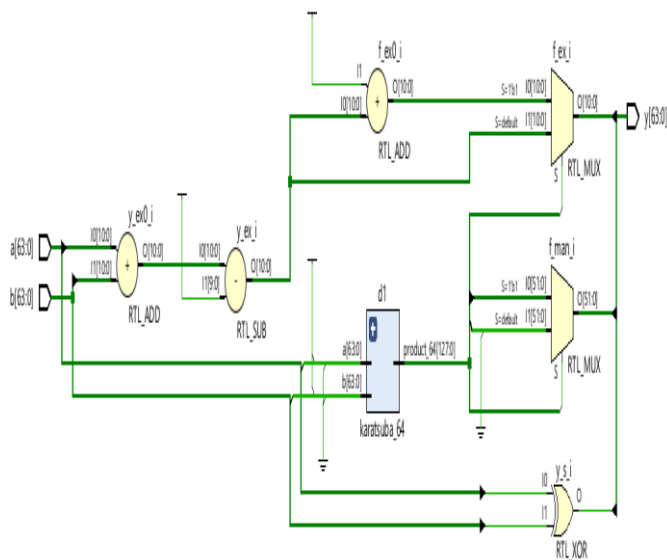 f_ex0_i
I1
I0[10:0]
O[10:0]
+
RTL_ADD
f_ex_i
S=1'b1
I0[10:0]
S=default
I1[10:0]
O[10:0]
S
RTL_MUX
y[63:0]
a[63:0]
b[63:0]
y_ex0_i
I0[10:0]
I1[10:0]
O[10:0]
+
RTL_ADD
y_ex_i
I0[10:0]
I1[9:0]
O[10:0]
-
RTL_SUB
d1
a[63:0]
b[63:0]
product_64[127:0]
karatsuba_64
f_man_i
S=1'b1
I0[51:0]
S=default
I1[51:0]
O[51:0]
S
RTL_MUX
y_s_i
I0
I1
O
RTL_XOR